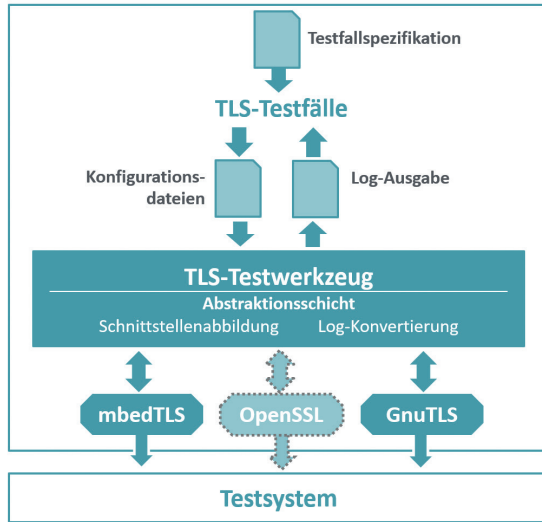 Testfallspezifikation
TLS-Testfälle
Konfigurations-
dateien
Log-Ausgabe
TLS-Testwerkzeug
Abstraktionsschicht
Schnittstellenabbildung Log-Konvertierung
mbedTLS OpenSSL GnuTLS
Testsystem